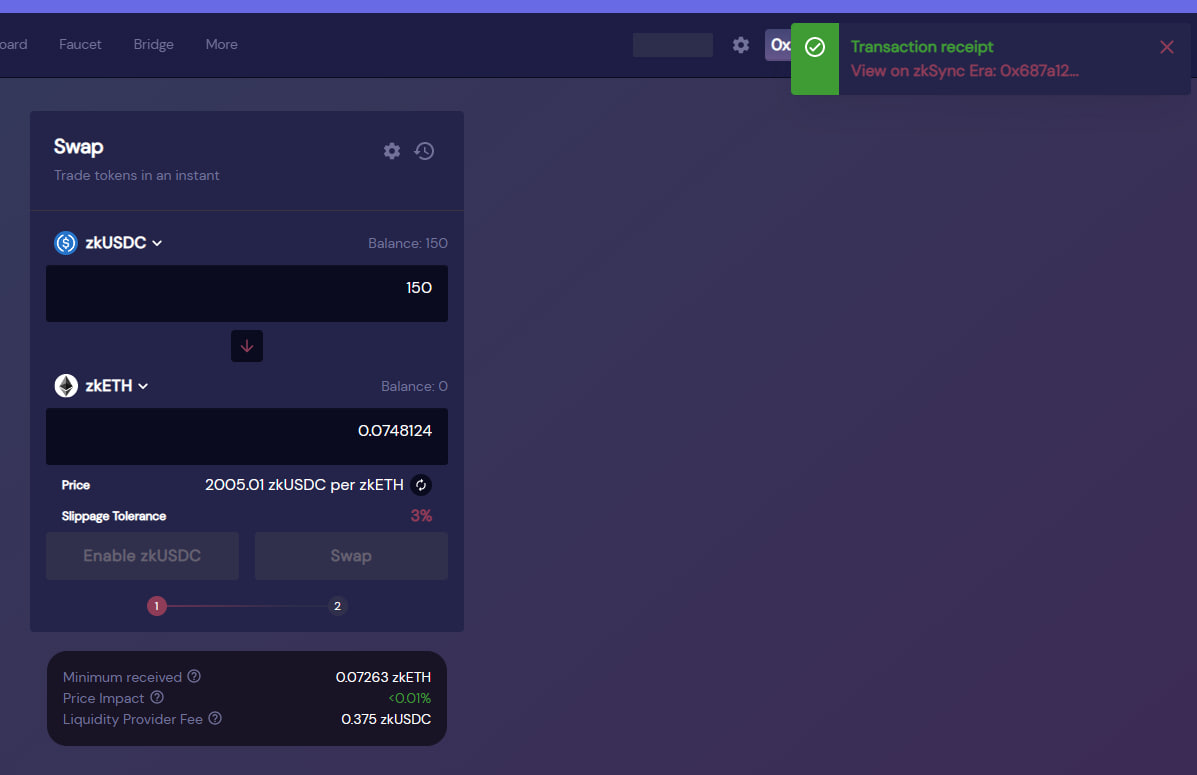 Faucet
Bridge
More
0x
Transaction receipt
View on zkSync Era: 0x687a12...
Swap
Trade tokens in an instant
zkUSDC
Balance: 150
150
zkETH
Balance: 0
0.0748124
Price
2005.01 zkUSDC per zkETH
Slippage Tolerance
3%
Enable zkUSDC
Swap
1
2
Minimum received
0.07263 zkETH
Price Impact
<0.01%
Liquidity Provider Fee
0.375 zkUSDC